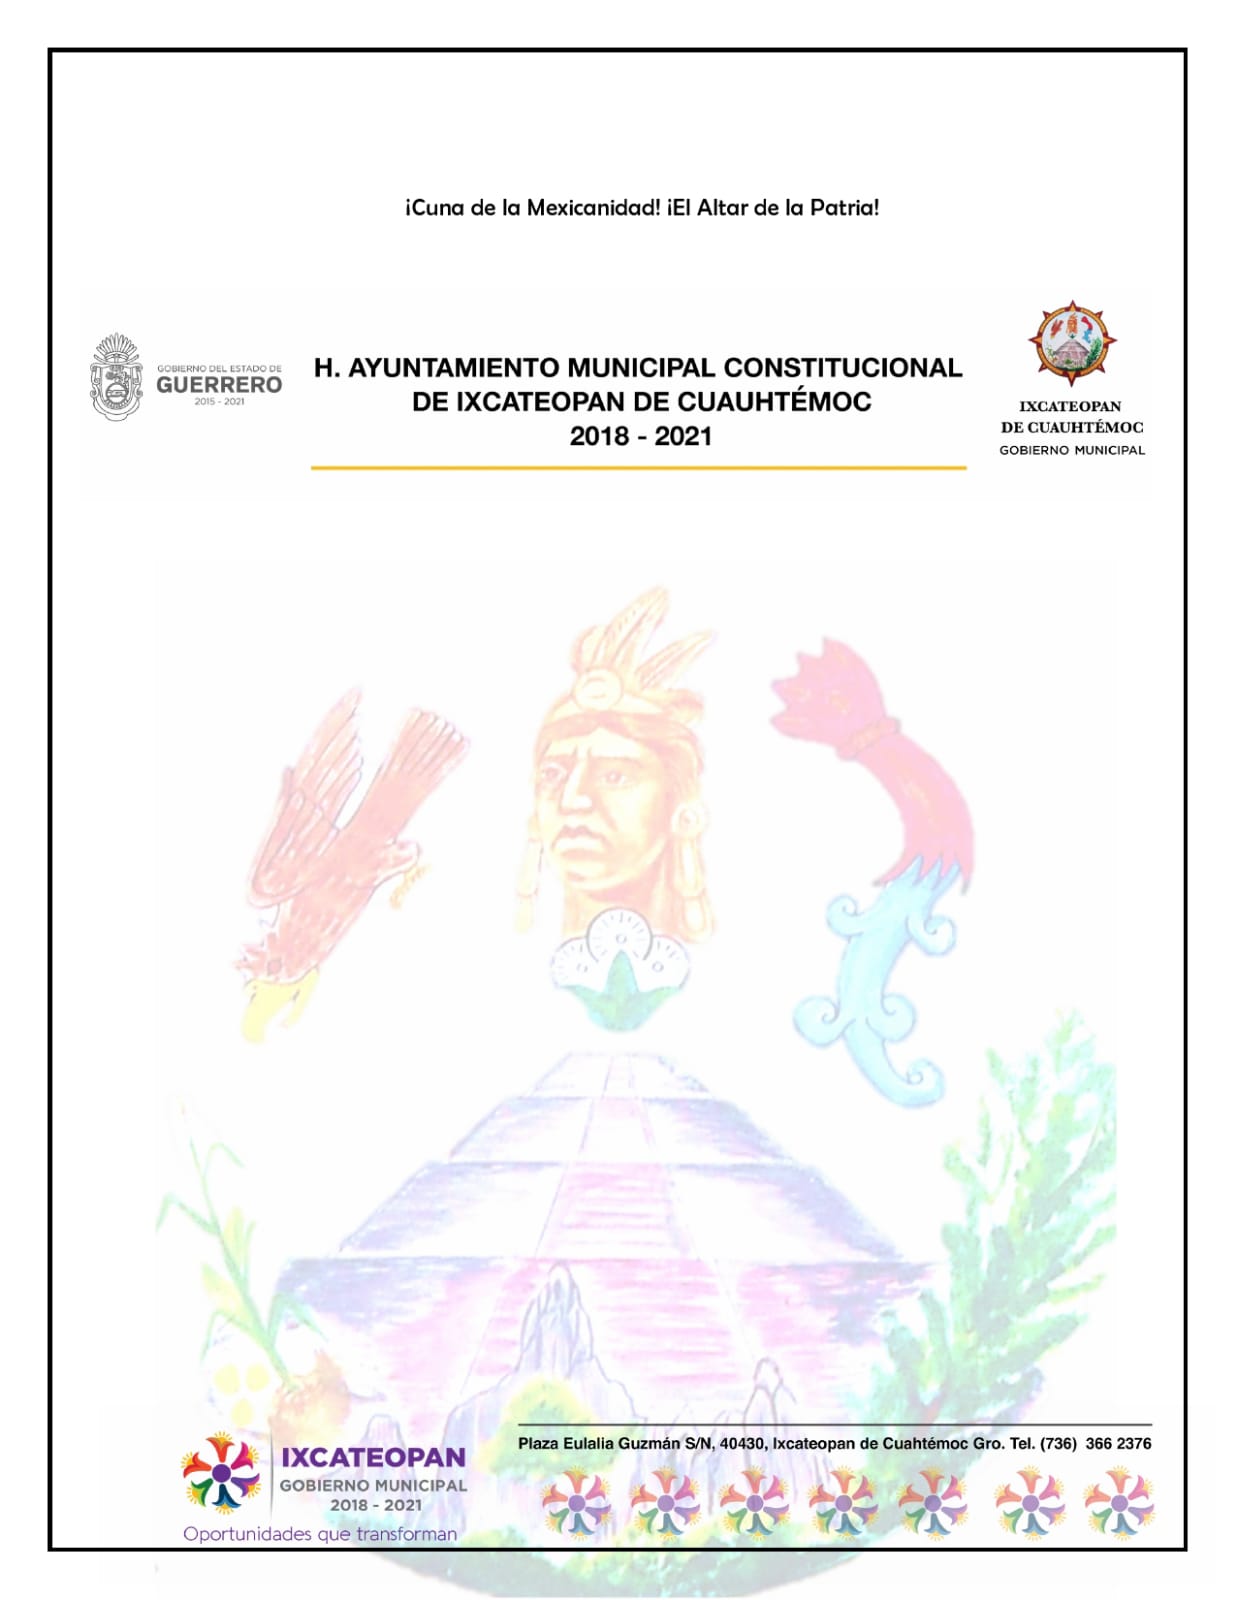 ¡Cuna de la Mexicanidad! ¡El Altar de la Patria!
GOBIERNO DEL ESTADO DE
GUERRERO
2015 - 2021
H. AYUNTAMIENTO MUNICIPAL CONSTITUCIONAL
DE IXCATEOPAN DE CUAUHTÉMOC
2018 - 2021
IXCATEOPAN
DE CUAUHTÉMOC
GOBIERNO MUNICIPAL
Plaza Eulalia Guzmán S/N, 40430, Ixcateopan de Cuahtémoc Gro. Tel. (736) 366 2376
IXCATEOPAN
GOBIERNO MUNICIPAL
2018 - 2021
Oportunidades que transforman